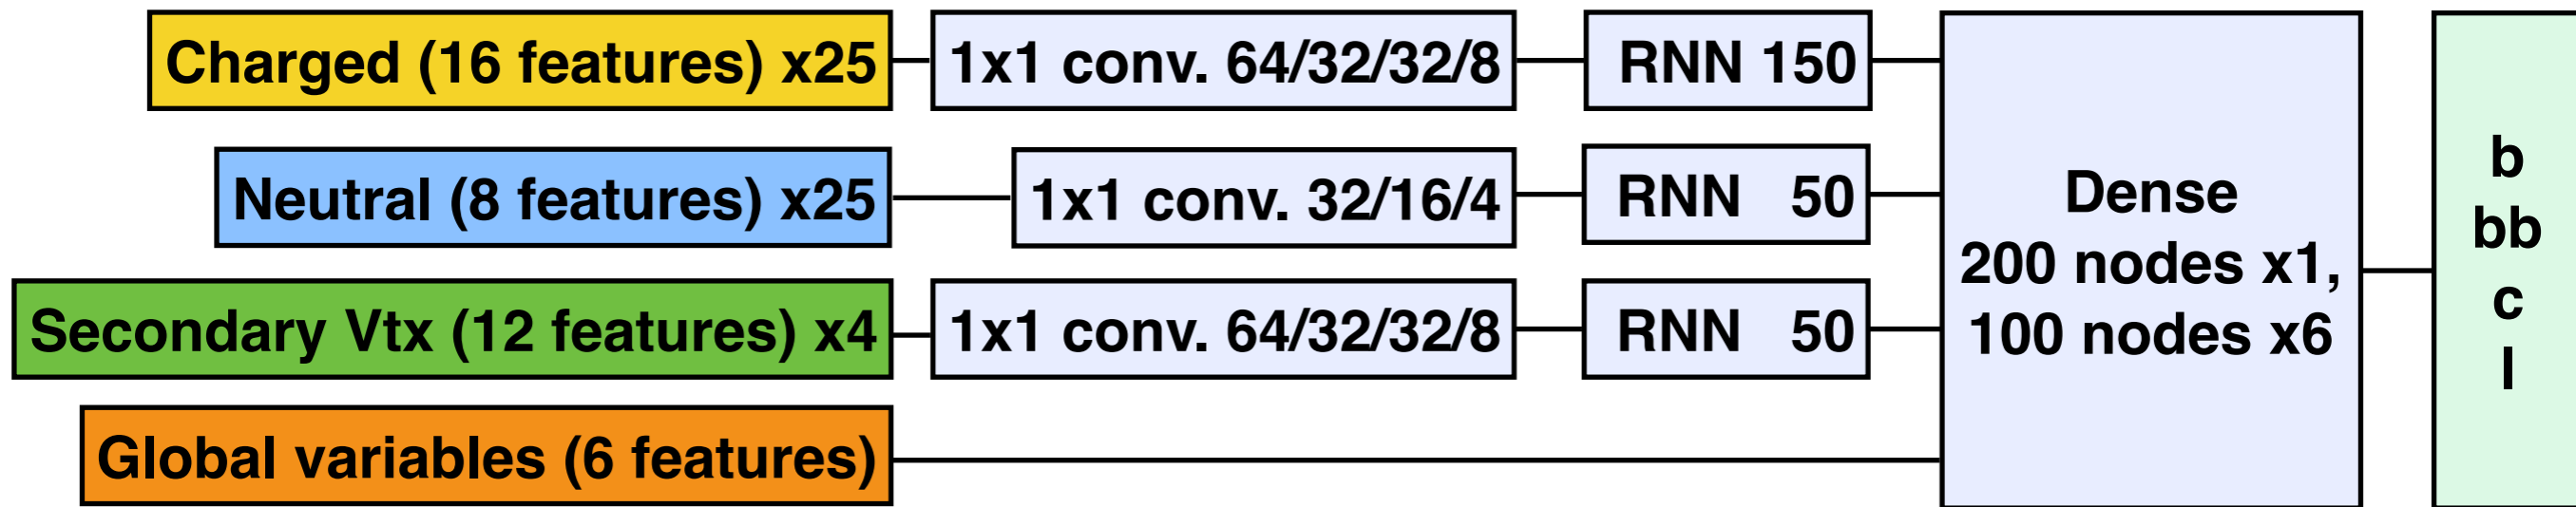 Charged (16 features) x25
1x1 conv. 64/32/32/8
RNN 150
Neutral (8 features) x25
1x1 conv. 32/16/4
RNN 50
Secondary Vtx (12 features) x4
1x1 conv. 64/32/32/8
RNN 50
Global variables (6 features)
Dense
200 nodes x1,
100 nodes x6
b
bb
c
l